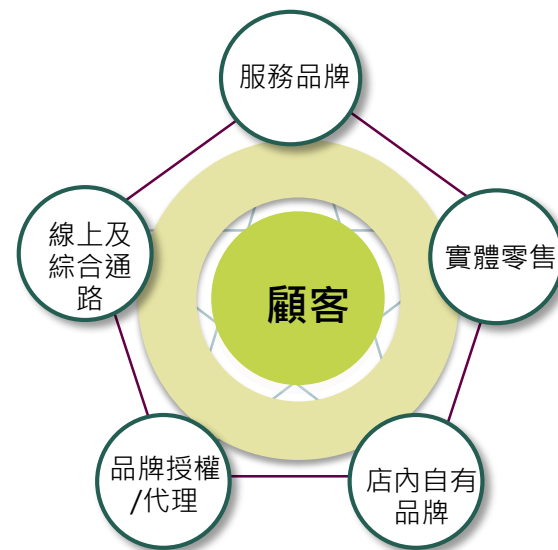 服務品牌
線上及
綜合通
路
實體零售
顧客
品牌授權
/代理
店內自有
品牌